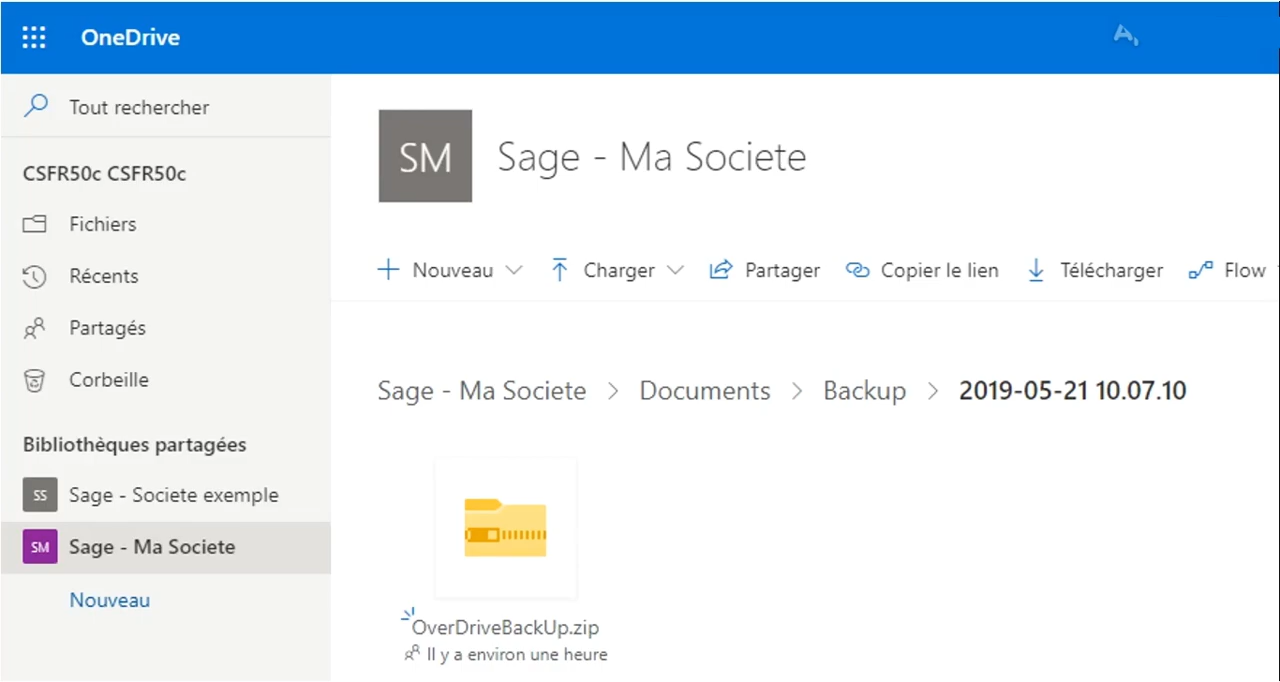 OneDrive
Tout rechercher
CSFR50c CSFR50c
Fichiers
Récents
Partagés
Corbeille
Bibliothèques partagées
SS Sage - Societe exemple
SM Sage - Ma Societe
Nouveau
SM Sage - Ma Societe
Nouveau Charger Partager Copier le lien Télécharger Flow
Sage - Ma Societe > Documents > Backup > 2019-05-21 10.07.10
OverDriveBackUp.zip
Il y a environ une heure